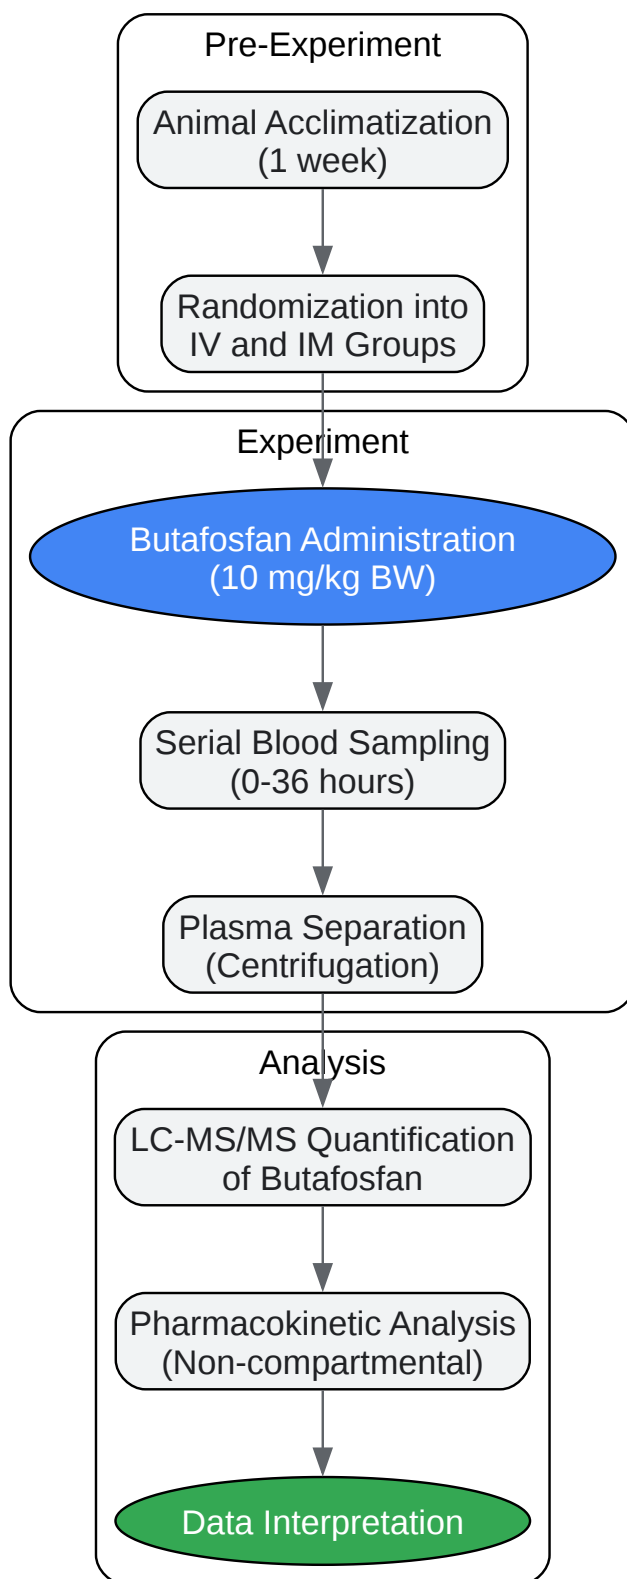 Pre-Experiment
Animal Acclimatization
(1 week)
Randomization into
IV and IM Groups
Experiment
Butafosfan Administration
(10 mg/kg BW)
Serial Blood Sampling
(0-36 hours)
Plasma Separation
(Centrifugation)
Analysis
LC-MS/MS Quantification
of Butafosfan
Pharmacokinetic Analysis
(Non-compartmental)
Data Interpretation